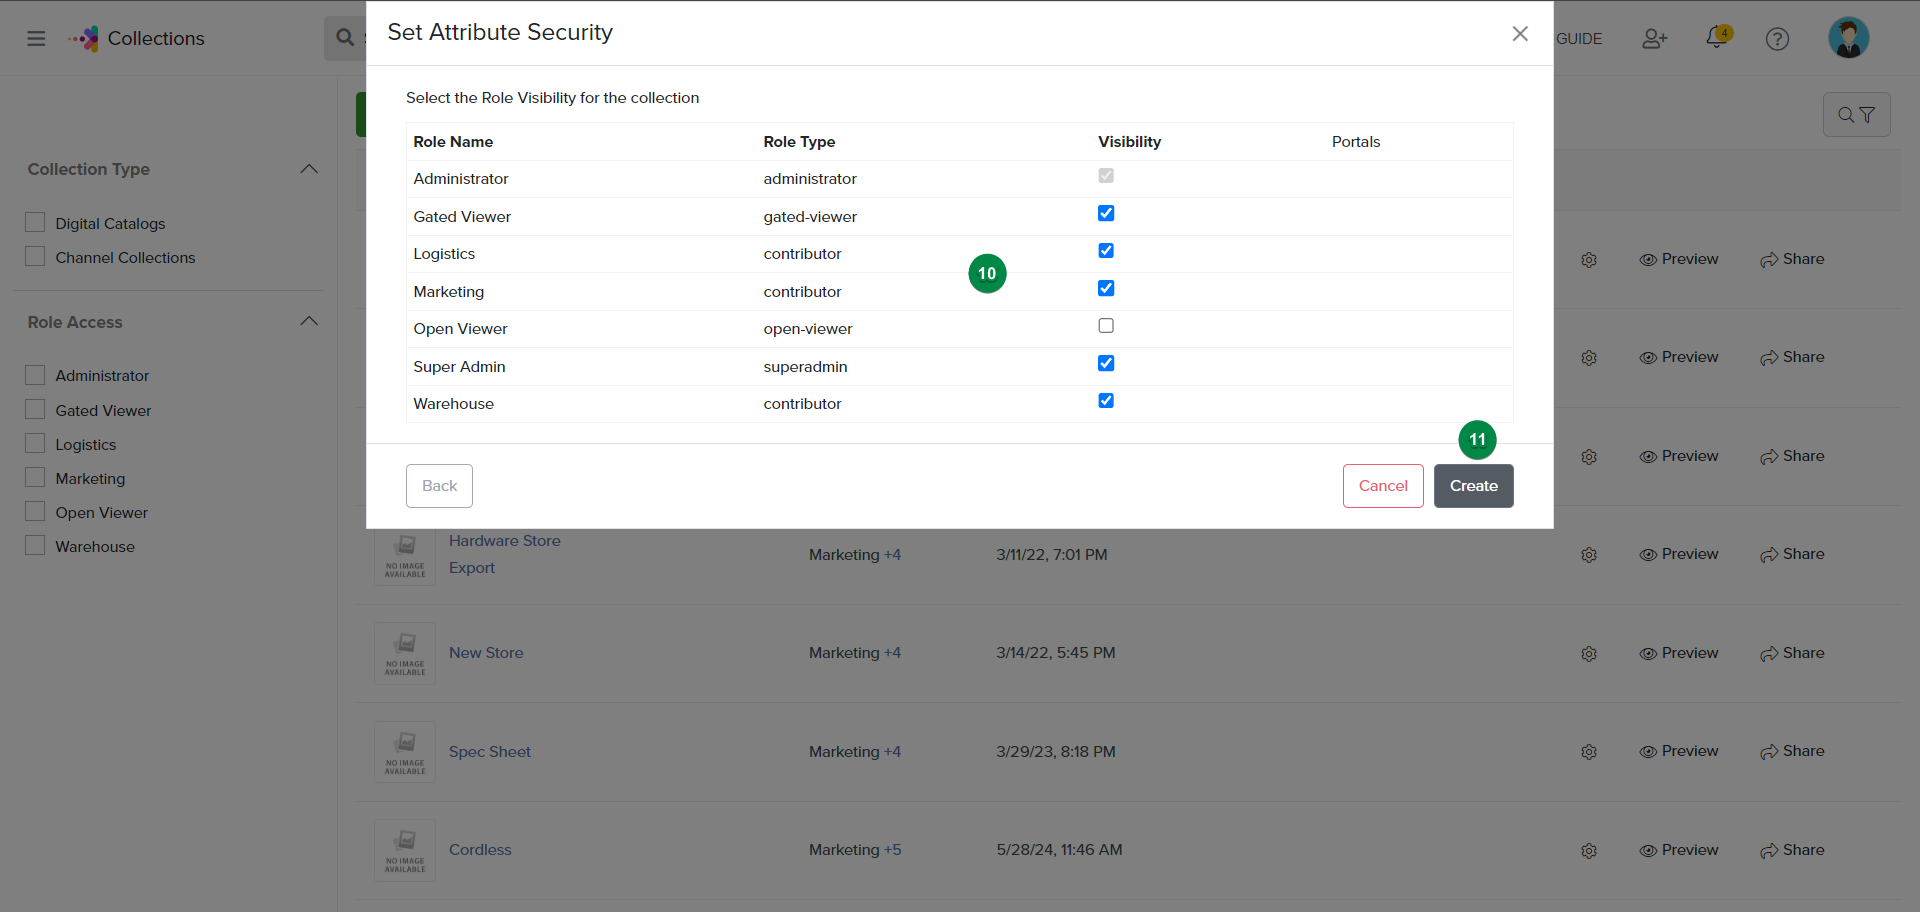 Collections
Set Attribute Security
GUIDE
4
Select the Role Visibility for the collection
Role Name Role Type Visibility Portals
Administrator administrator
Gated Viewer gated-viewer
Logistics contributor
Marketing contributor
Open Viewer open-viewer
Super Admin superadmin
Warehouse contributor
10
11
Back
Cancel
Create
Collection Type
Digital Catalogs
Channel Collections
Role Access
Administrator
Gated Viewer
Logistics
Marketing
Open Viewer
Warehouse
Preview Share
Preview Share
Preview Share
NO IMAGE
AVAILABLE
Hardware Store
Export
Marketing +4
3/11/22, 7:01 PM
Preview Share
NO IMAGE
AVAILABLE
New Store
Marketing +4
3/14/22, 5:45 PM
Preview Share
NO IMAGE
AVAILABLE
Spec Sheet
Marketing +4
3/29/23, 8:18 PM
Preview Share
NO IMAGE
AVAILABLE
Cordless
Marketing +5
5/28/24, 11:46 AM
Preview Share